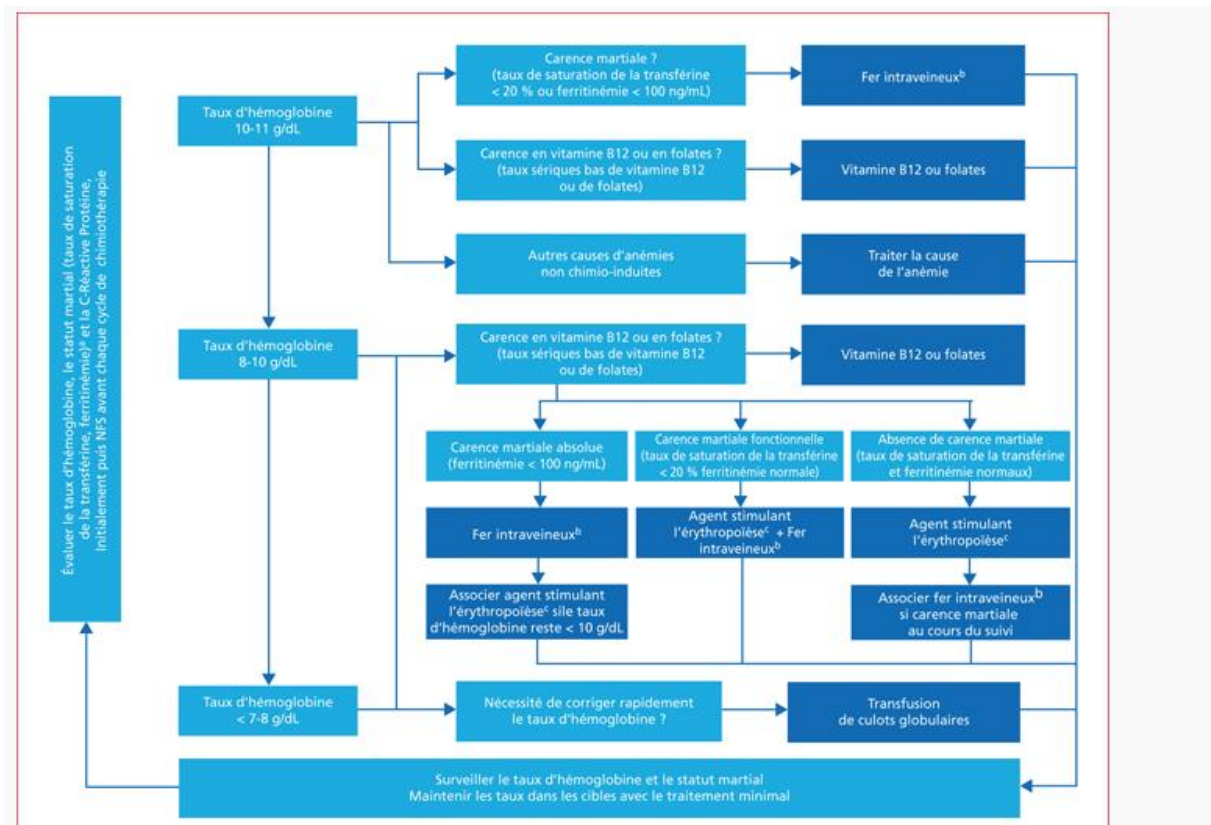 Évaluer le taux d'hémoglobine, le statut martial (taux de saturation
de la transférine, ferritinémie)a et la C-Réactive Protéine,
Initialement puis NFS avant chaque cycle de chimiothérapie
Taux d'hémoglobine
10-11 g/dL
Carence martiale ?
(taux de saturation de la transférine
< 20 % ou ferritinémie < 100 ng/mL)
Fer intraveineuxb
Carence en vitamine B12 ou en folates ?
(taux sériques bas de vitamine B12
ou de folates)
Vitamine B12 ou folates
Autres causes d'anémies
non chimio-induites
Traiter la cause
de l'anémie
Taux d'hémoglobine
8-10 g/dL
Carence en vitamine B12 ou en folates ?
(taux sériques bas de vitamine B12
ou de folates)
Vitamine B12 ou folates
Carence martiale absolue
(ferritinémie < 100 ng/mL)
Carence martiale fonctionnelle
(taux de saturation de la transférine
< 20 % ferritinémie normale)
Absence de carence martiale
(taux de saturation de la transférine
et ferritinémie normaux)
Fer intraveineuxb
Agent stimulant
l'érythropoïèsec + Fer
intraveineuxb
Agent stimulant
l'érythropoïèsec
Associer agent stimulant
l'érythropoïèsec sile taux
d'hémoglobine reste < 10 g/dL
Associer fer intraveineuxb
si carence martiale
au cours du suivi
Taux d'hémoglobine
< 7-8 g/dL
Nécessité de corriger rapidement
le taux d'hémoglobine ?
Transfusion
de culots globulaires
Surveiller le taux d'hémoglobine et le statut martial
Maintenir les taux dans les cibles avec le traitement minimal